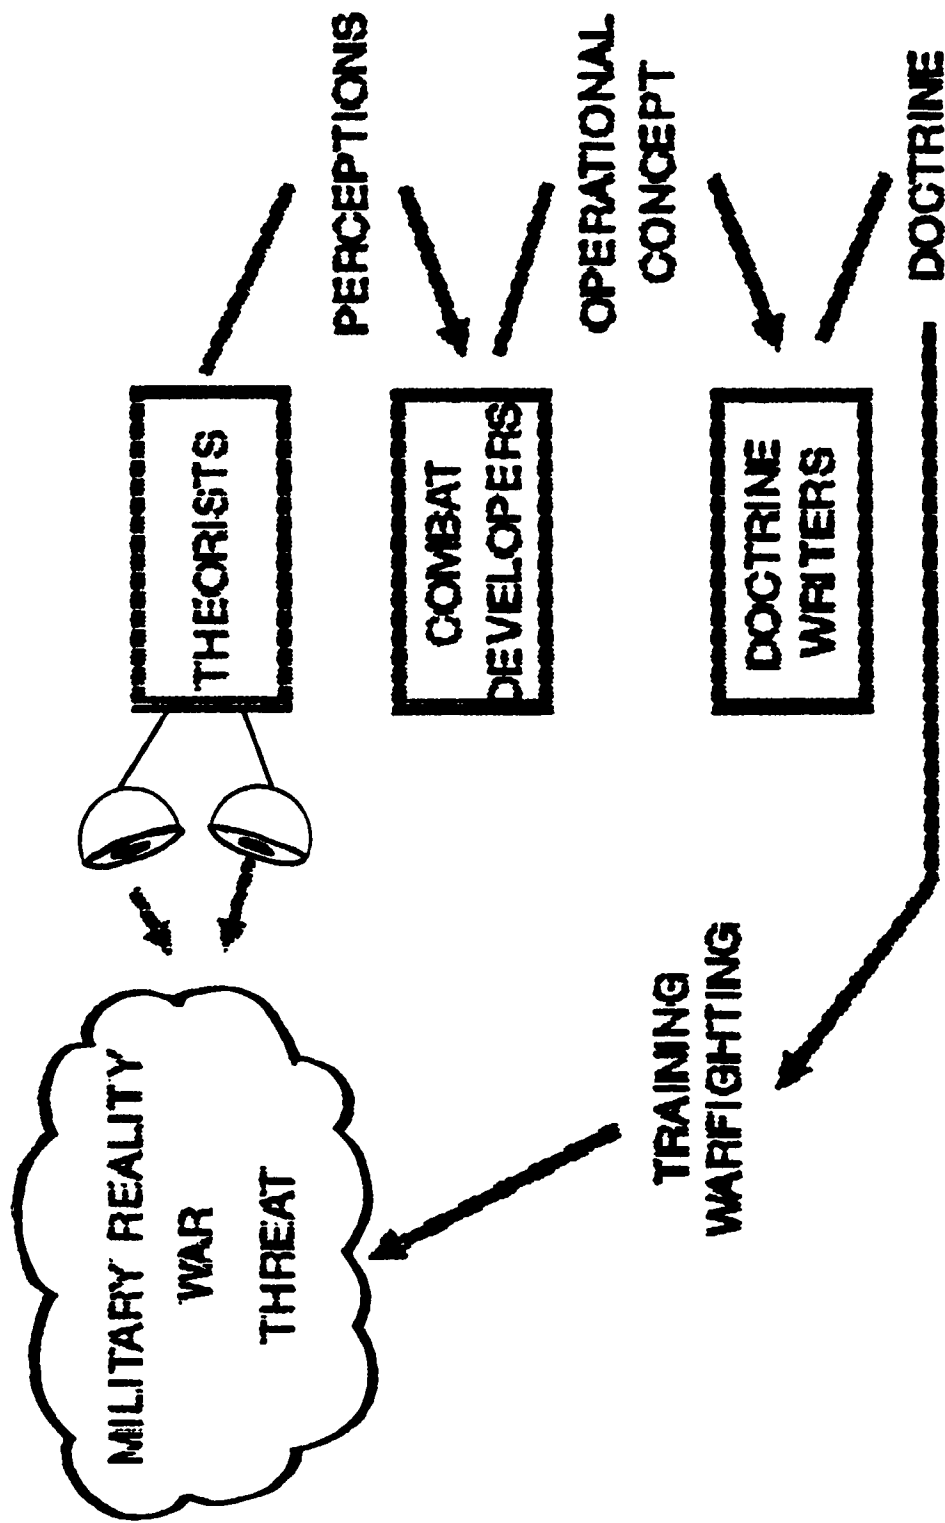 MILITARY REALITY
WAR
THREAT
THEORISTS
PERCEPTIONS
COMBAT
DEVELOPERS
OPERATIONAL
CONCEPT
DOCTRINE
WRITERS
DOCTRINE
TRAINING
WARFIGHTING